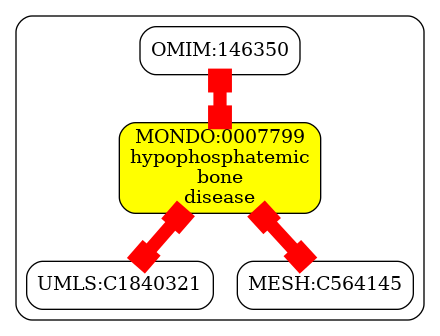 OMIM:146350
MONDO:0007799
hypophosphatemic
bone
disease
UMLS:C1840321
MESH:C564145